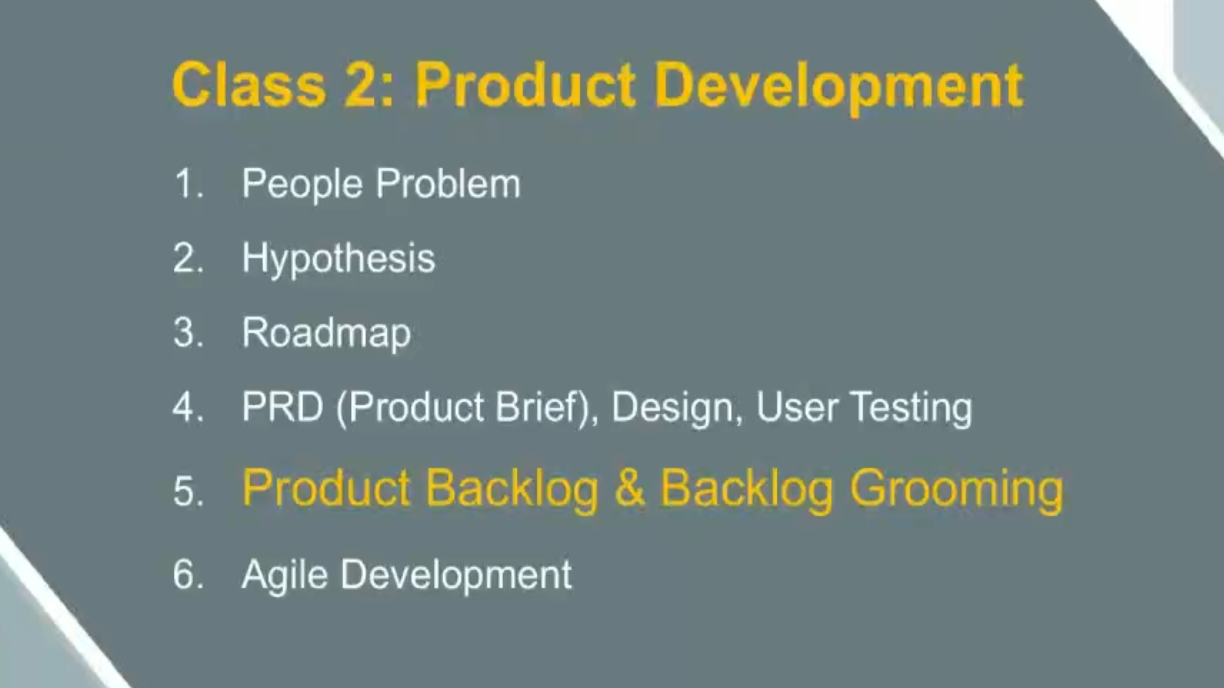 Class 2: Product Development
1. People Problem
2. Hypothesis
3. Roadmap
4. PRD (Product Brief), Design, User Testing
5. Product Backlog & Backlog Grooming
6. Agile Development